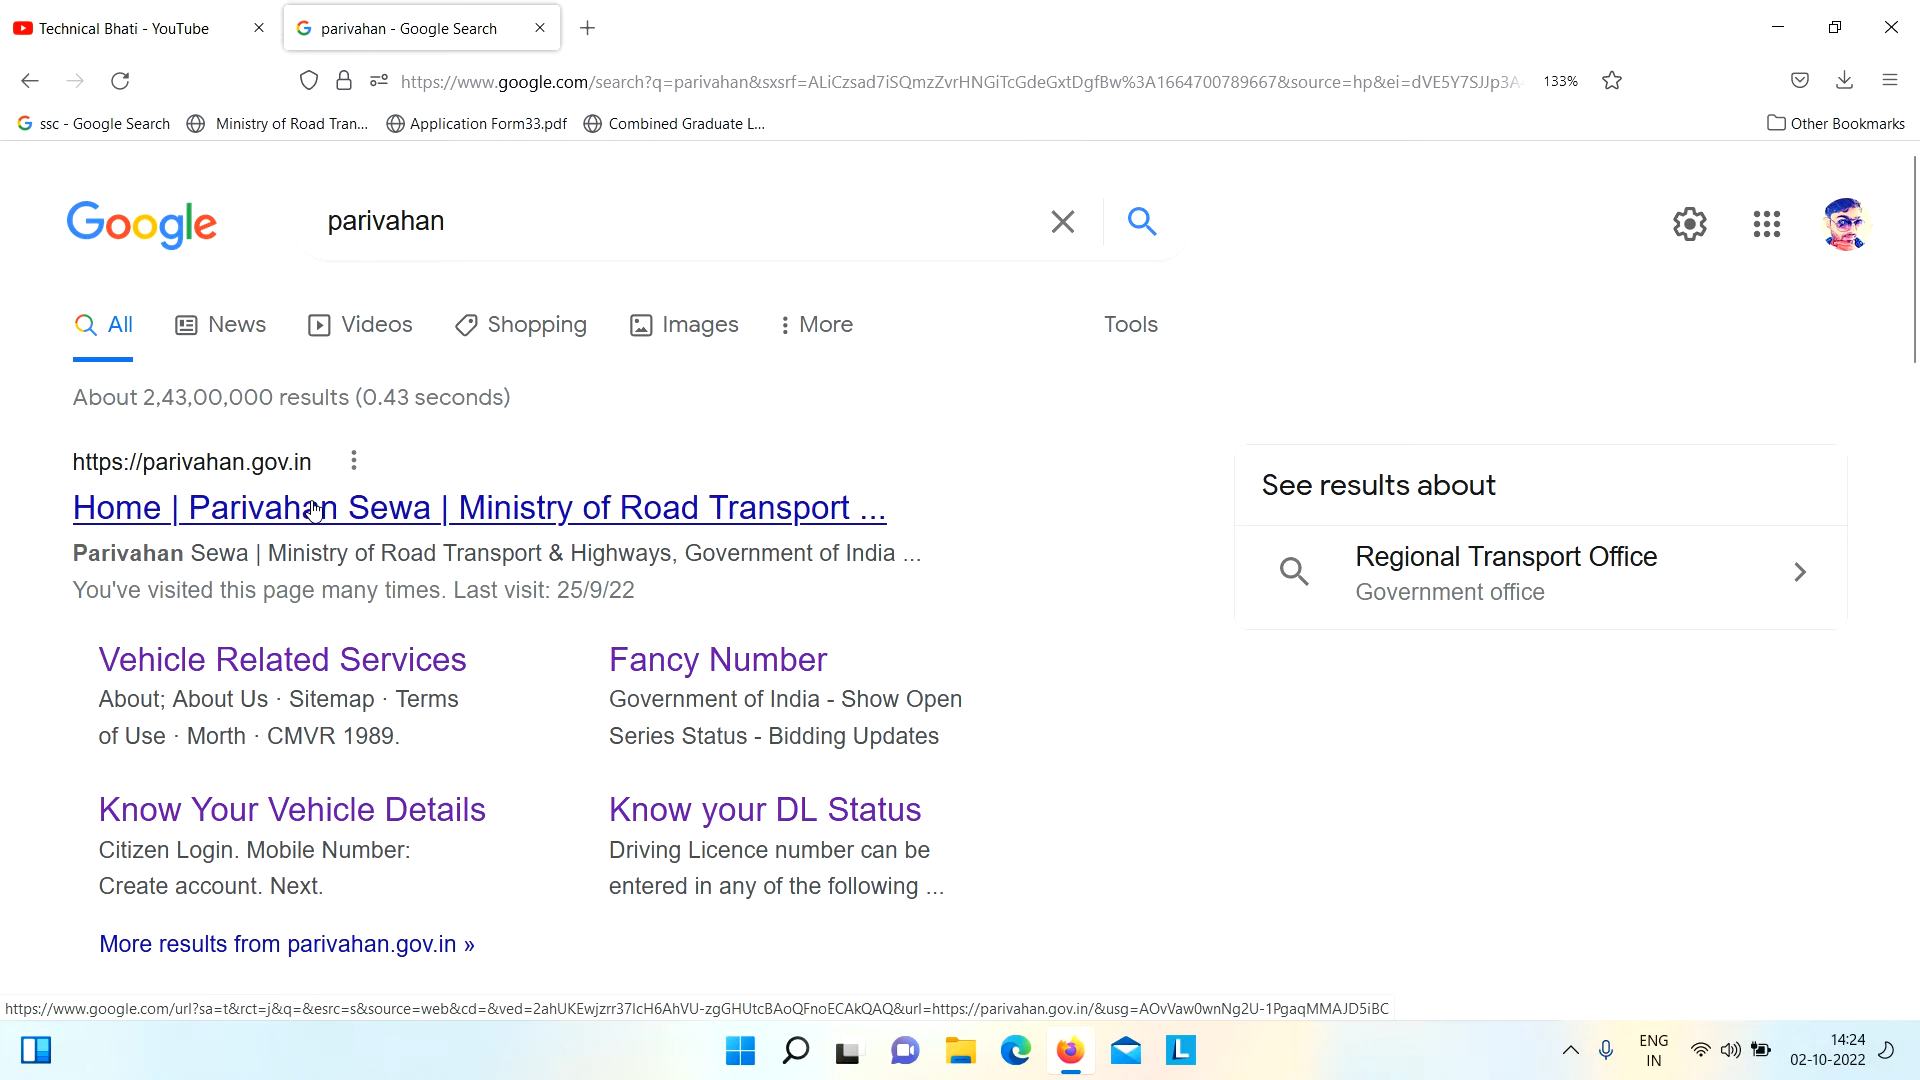 Technical Bhati - YouTube
parivahan - Google Search
https://www.google.com/search?q=parivahan&sxsrf=ALiCzsad7iSQmzZvrHNGiTcGdeGxtDgfBw%3A1664700789667&source=hp&ei=dVE5Y7SJJp3A
133%
ssc - Google Search
Ministry of Road Tran...
Application Form33.pdf
Combined Graduate L...
Other Bookmarks
Google
parivahan
All
News
Videos
Shopping
Images
More
Tools
About 2,43,00,000 results (0.43 seconds)
https://parivahan.gov.in
Home | Parivahan Sewa | Ministry of Road Transport ...
Parivahan Sewa | Ministry of Road Transport & Highways, Government of India ...
You've visited this page many times. Last visit: 25/9/22
Vehicle Related Services
About; About Us · Sitemap · Terms
of Use · Morth · CMVR 1989.
Fancy Number
Government of India - Show Open
Series Status - Bidding Updates
Know Your Vehicle Details
Citizen Login. Mobile Number:
Create account. Next.
Know your DL Status
Driving Licence number can be
entered in any of the following ...
More results from parivahan.gov.in »
See results about
Regional Transport Office
Government office
https://www.google.com/url?sa=t&rct=j&q=&esrc=s&source=web&cd=&ved=2ahUKEwjzrr37lcH6AhVU-zgGHUtcBAoQFnoECAkQAQ&url=https://parivahan.gov.in/&usg=AOvVaw0wnNg2U-1PgaqMMAJD5iBC
L
ENG
IN
14:24
02-10-2022